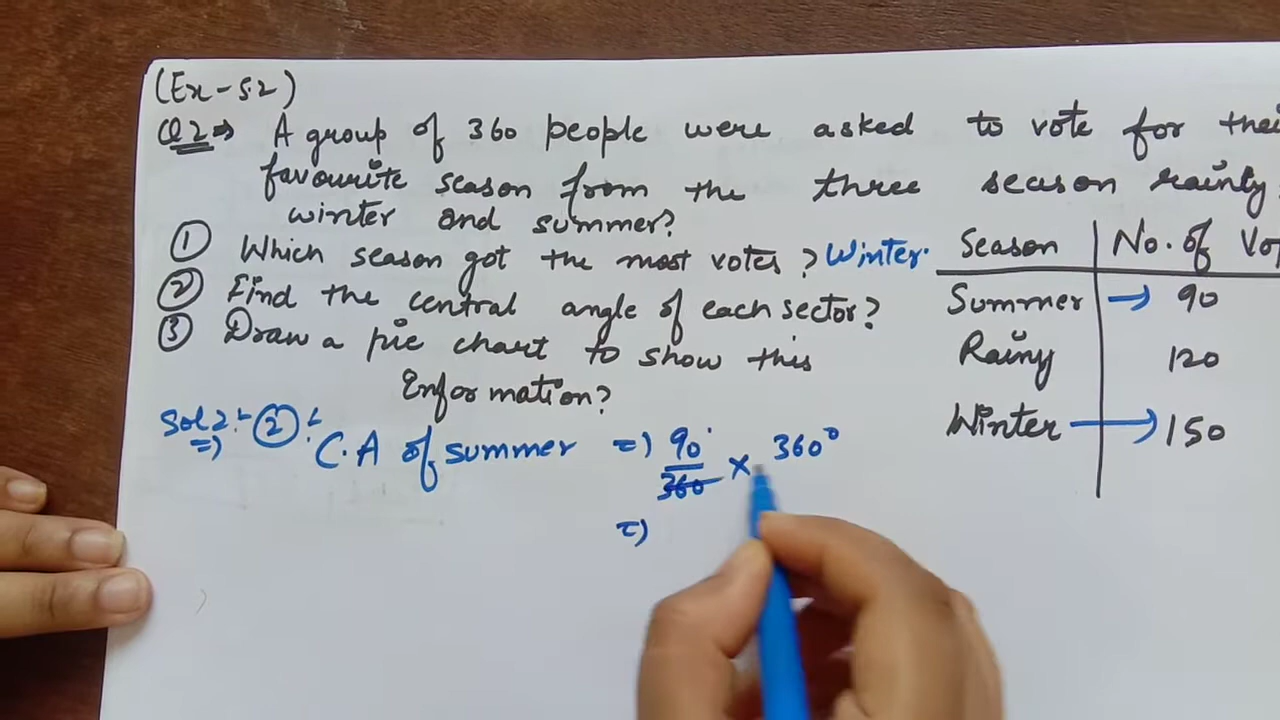 (Ex-5.2)
Q2⇒ A group of 360 people were asked to vote for their
favourite season from the three season rainy
winter and summer?
① Which season got the most votes? Winter.
② Find the central angle of each sector?
③ Draw a pie chart to show this
Enformation?
Season | No. of Vo
Summer → 90
Rainy 120
Winter → 150
Sol2:- ②:-
⇒ C.A of summer => 90° / 360 × 360°
=>